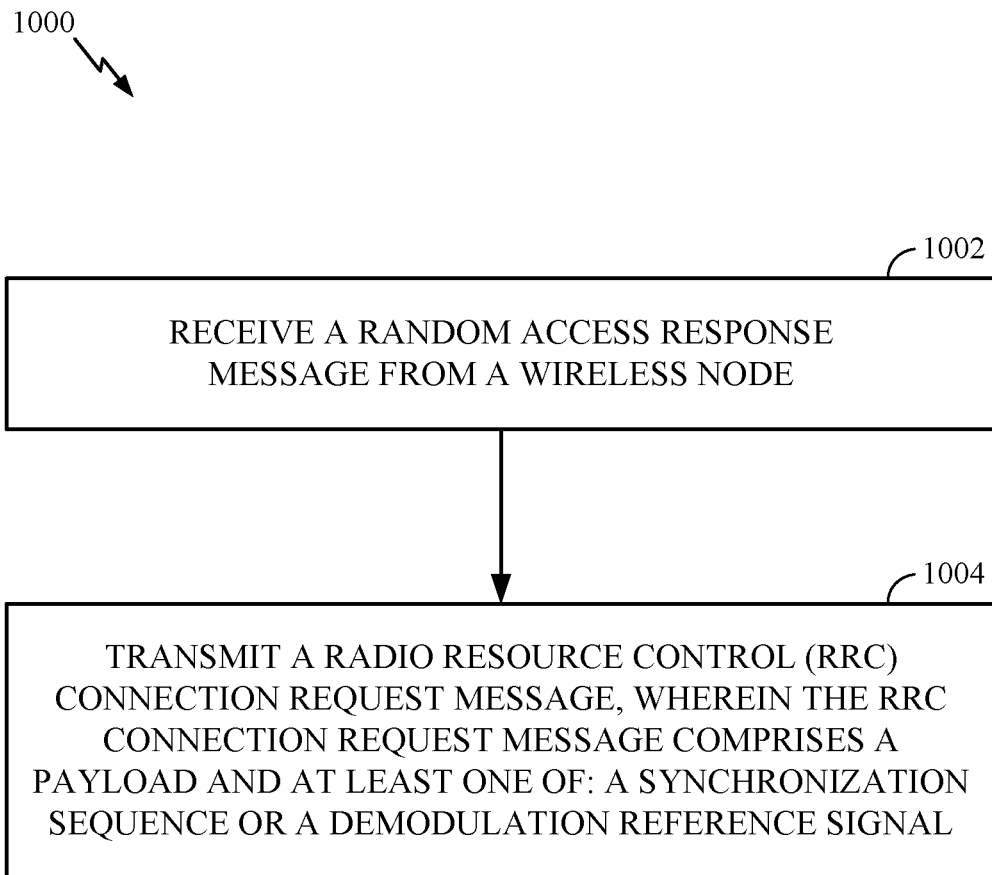 1000
1002
RECEIVE A RANDOM ACCESS RESPONSE
MESSAGE FROM A WIRELESS NODE
1004
TRANSMIT A RADIO RESOURCE CONTROL (RRC)
CONNECTION REQUEST MESSAGE, WHEREIN THE RRC
CONNECTION REQUEST MESSAGE COMPRISES A
PAYLOAD AND AT LEAST ONE OF: A SYNCHRONIZATION
SEQUENCE OR A DEMODULATION REFERENCE SIGNAL